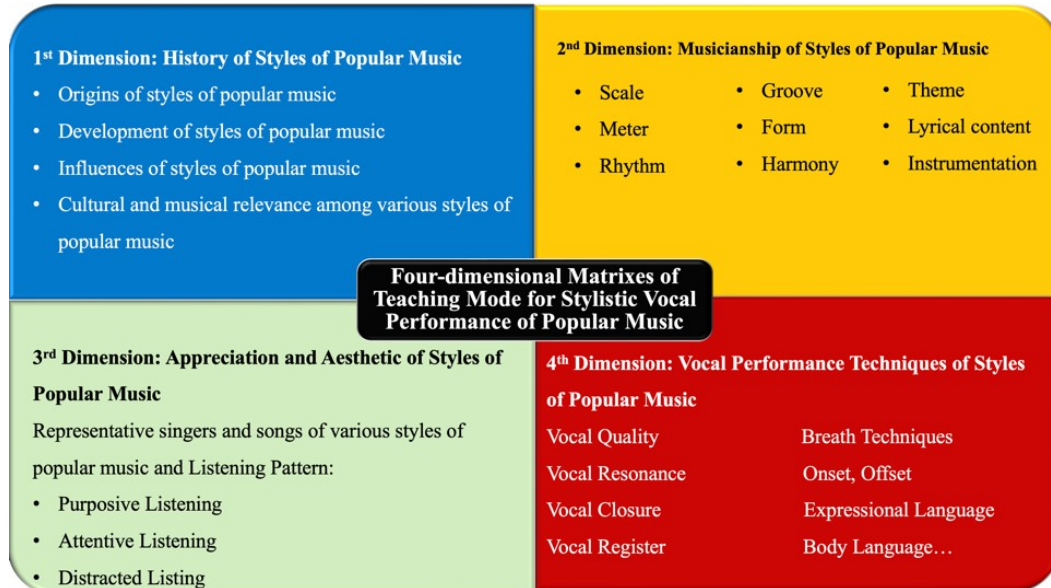 1st Dimension: History of Styles of Popular Music
• Origins of styles of popular music
• Development of styles of popular music
• Influences of styles of popular music
• Cultural and musical relevance among various styles of
popular music
2nd Dimension: Musicianship of Styles of Popular Music
• Scale • Groove • Theme
• Meter • Form • Lyrical content
• Rhythm • Harmony • Instrumentation
Four-dimensional Matrixes of
Teaching Mode for Stylistic Vocal
Performance of Popular Music
3rd Dimension: Appreciation and Aesthetic of Styles of
Popular Music
Representative singers and songs of various styles of
popular music and Listening Pattern:
• Purposive Listening
• Attentive Listening
• Distracted Listing
4th Dimension: Vocal Performance Techniques of Styles
of Popular Music
Vocal Quality Breath Techniques
Vocal Resonance Onset, Offset
Vocal Closure Expressional Language
Vocal Register Body Language…